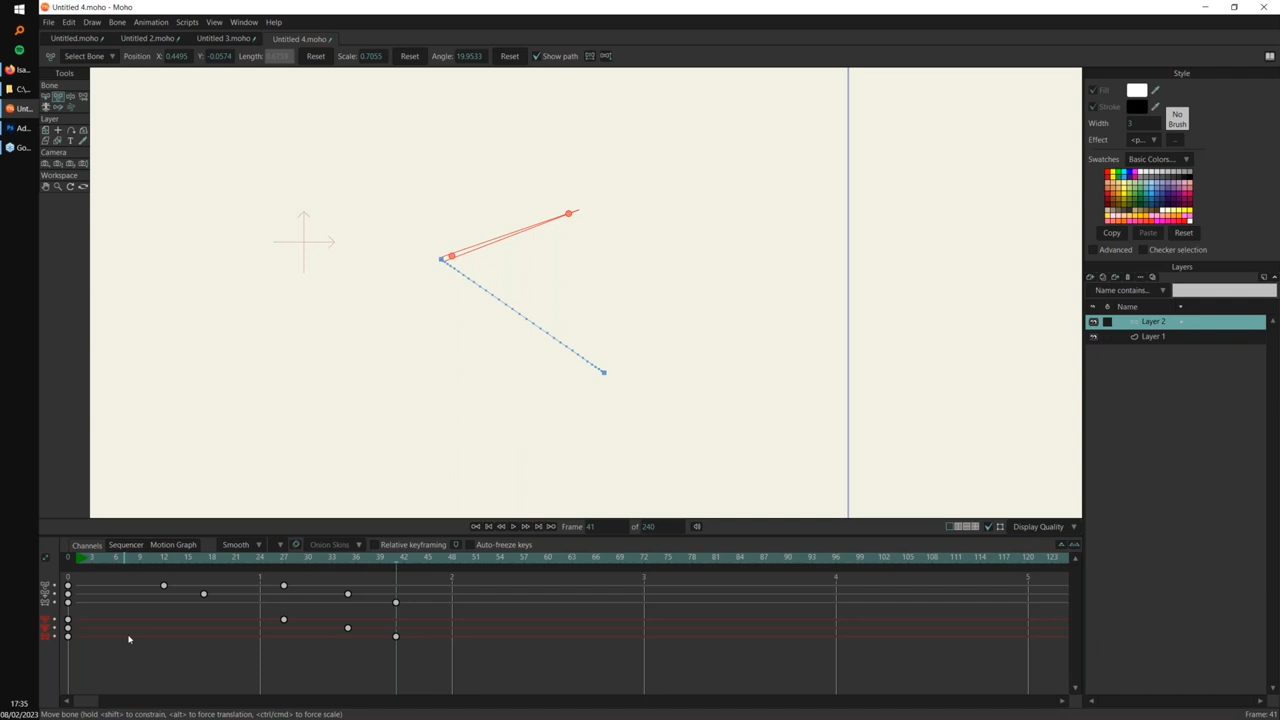 Untitled 4.moho - Moho
File Edit Draw Bone Animation Scripts View Window Help
Untitled.moho Untitled 2.moho Untitled 3.moho Untitled 4.moho
Select Bone Position X: 0.4495 Y: -0.0574 Length: Reset Scale: 0.7055 Reset Angle: 19.9533 Reset Show path
Tools
Bone
Layer
Camera
Workspace
Isa...
C:\...
Unt...
Ad...
Go...
Style
Fill
Stroke
Width 3
No Brush
Effect <p...
Swatches Basic Colors...
Copy Paste Reset
Advanced Checker selection
Layers
Name contains...
Name
Layer 2
Layer 1
Frame 41 of 240 Display Quality
Channels Sequencer Motion Graph Smooth Onion Skins Relative keyframing Auto-freeze keys
0 3 6 9 12 15 18 21 24 27 30 33 36 39 42 45 48 51 54 57 60 63 66 69 72 75 78 81 84 87 90 93 96 99 102 105 108 111 114 117 120 123
0 1 2 3 4 5
17:35
08/02/2023
Move bone (hold <shift> to constrain, <alt> to force translation, <ctrl/cmd> to force scale)
Frame: 41